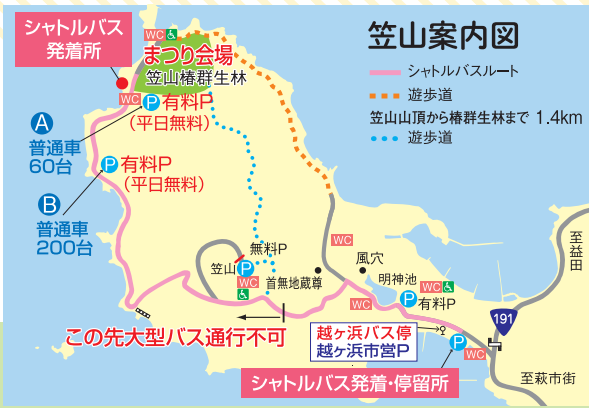 笠山案内図
シャトルバスルート
遊歩道
笠山山頂から椿群生林まで 1.4km
遊歩道
シャトルバス
発着所
WC
まつり会場
笠山椿群生林
WC
P 有料P
(平日無料)
A
普通車
60台
P 有料P
(平日無料)
B
普通車
200台
無料P
笠山 P
WC
首無地蔵尊
WC
風穴
明神池
WC
P 有料P
WC
この先大型バス通行不可
越ヶ浜バス停
越ヶ浜市営P
P
WC
シャトルバス発着・停留所
191
至益田
至萩市街